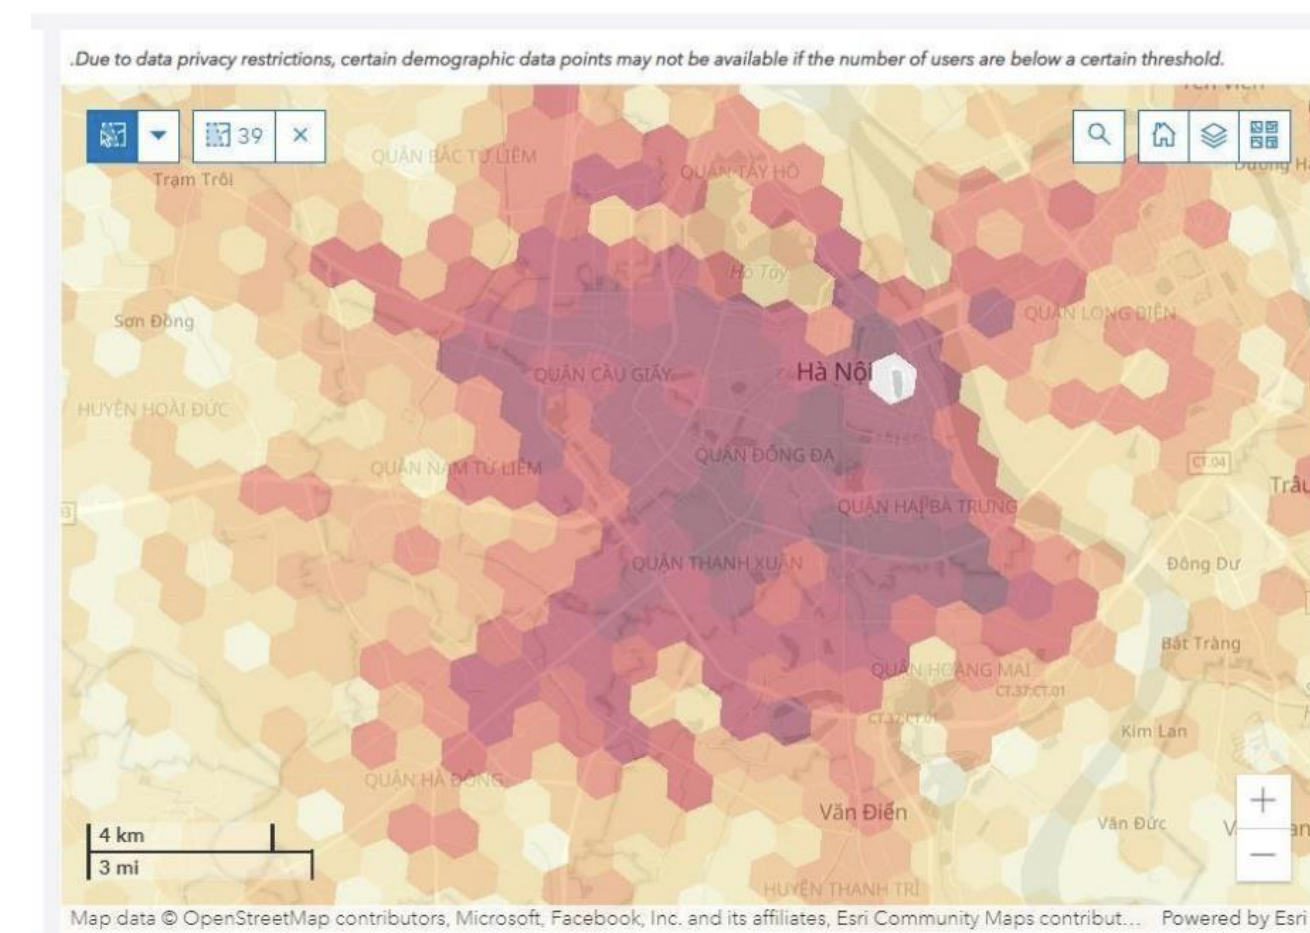 .Due to data privacy restrictions, certain demographic data points may not be available if the number of users are below a certain threshold.
39
QUẬN BẮC TỪ LIÊM
QUẬN TÂY HỒ
Trạm Trôi
Hồ Tây
Sơn Đồng
QUẬN LONG BIÊN
QUẬN CẦU GIẤY
Hà Nội
HUYỆN HOÀI ĐỨC
QUẬN ĐỐNG ĐA
QUẬN NAM TỪ LIÊM
CT.04
QUẬN HAI BÀ TRƯNG
QUẬN THANH XUÂN
Đông Dư
Bát Tràng
QUẬN HOÀNG MAI
CT.37;CT.01
CT.37;CT.01
Kim Lan
QUẬN HÀ ĐÔNG
Văn Điển
Văn Đức
4 km
3 mi
HUYỆN THANH TRÌ
Map data © OpenStreetMap contributors, Microsoft, Facebook, Inc. and its affiliates, Esri Community Maps contribut... Powered by Esri